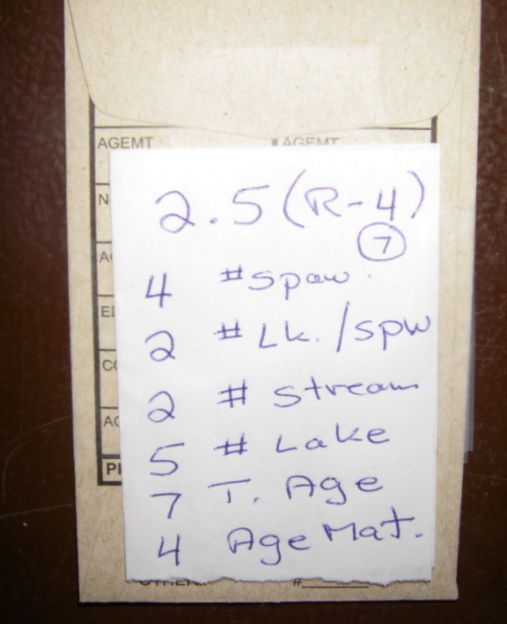 AGEMT AGEMT
2.5(R-4)
7
4 #Spaw.
2 # Lk./Spw
2 # Stream
5 # Lake
7 T. Age
4 Age Mat.
#